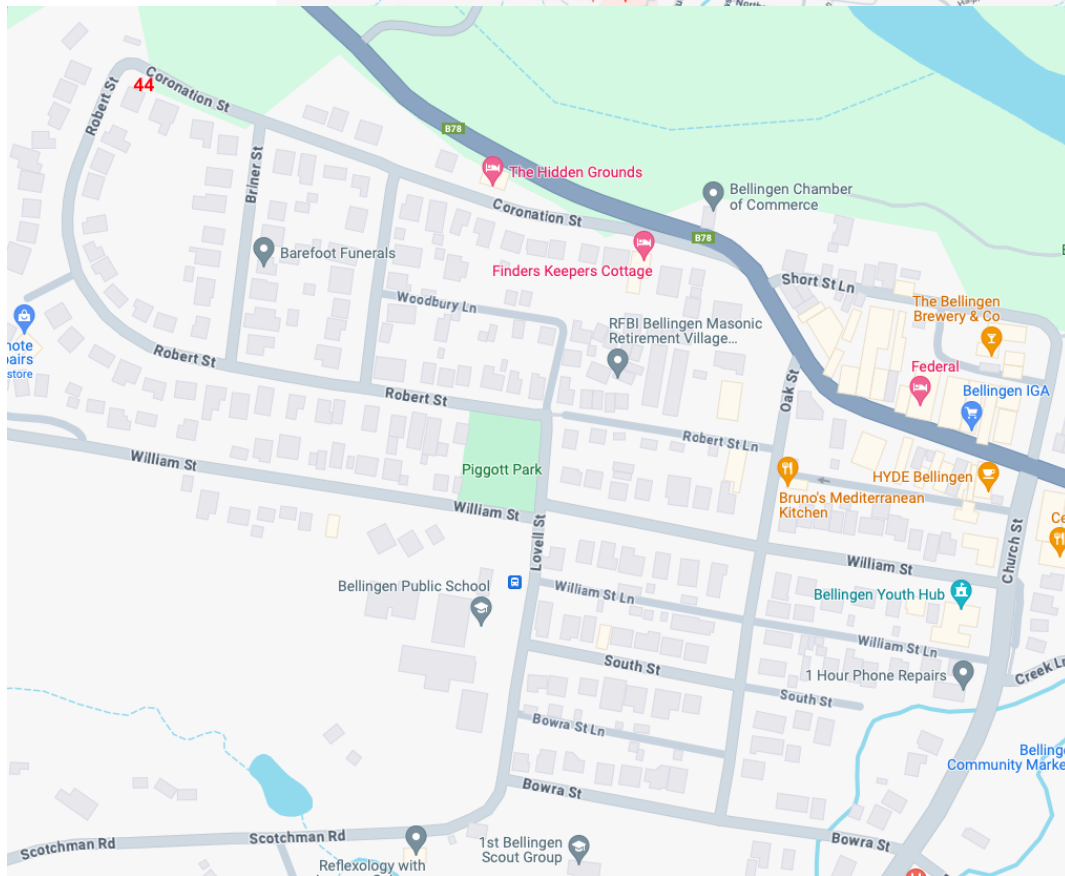 44
Coronation St
Robert St
Briner St
B78
The Hidden Grounds
Bellingen Chamber
of Commerce
Coronation St
B78
Barefoot Funerals
Finders Keepers Cottage
Short St Ln
Woodbury Ln
The Bellingen
Brewery & Co
RFBI Bellingen Masonic
Retirement Village...
note
pairs
store
Robert St
Federal
Bellingen IGA
Oak St
Robert St
Robert St Ln
William St
Piggott Park
HYDE Bellingen
Bruno's Mediterranean
Kitchen
Ce
William St
Lovell St
Church St
William St
Bellingen Public School
William St Ln
Bellingen Youth Hub
William St Ln
South St
1 Hour Phone Repairs
Creek Ln
South St
Bowra St Ln
Belling
Community Marke
Bowra St
Scotchman Rd
Scotchman Rd
Bowra St
1st Bellingen
Scout Group
Reflexology with